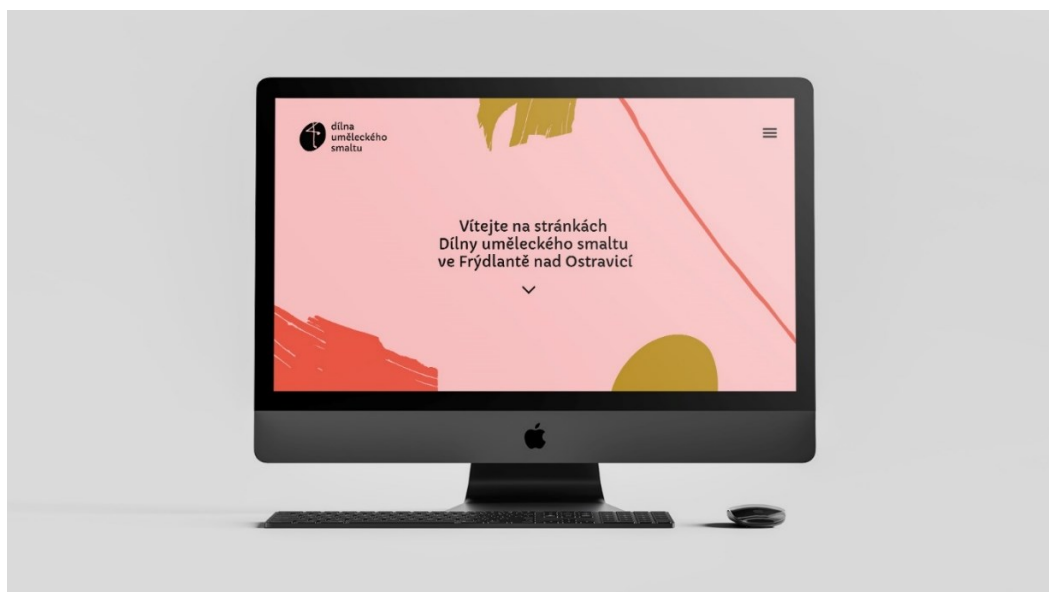 dílna
uměleckého
smaltu
Vítejte na stránkách
Dílny uměleckého smaltu
ve Frýdlantě nad Ostravicí